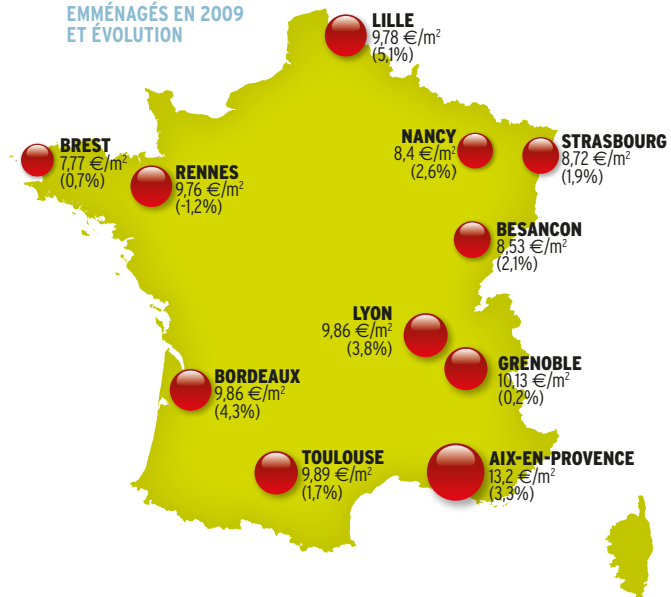 EMMÉNAGÉS EN 2009
ET ÉVOLUTION
LILLE
9,78 €/m²
(5,1%)
BREST
7,77 €/m²
(0,7%)
RENNES
9,76 €/m²
(-1,2%)
NANCY
8,4 €/m²
(2,6%)
STRASBOURG
8,72 €/m²
(1,9%)
BESANCON
8,53 €/m²
(2,1%)
LYON
9,86 €/m²
(3,8%)
GRENOBLE
10,13 €/m²
(0,2%)
BORDEAUX
9,86 €/m²
(4,3%)
TOULOUSE
9,89 €/m²
(1,7%)
AIX-EN-PROVENCE
13,2 €/m²
(3,3%)